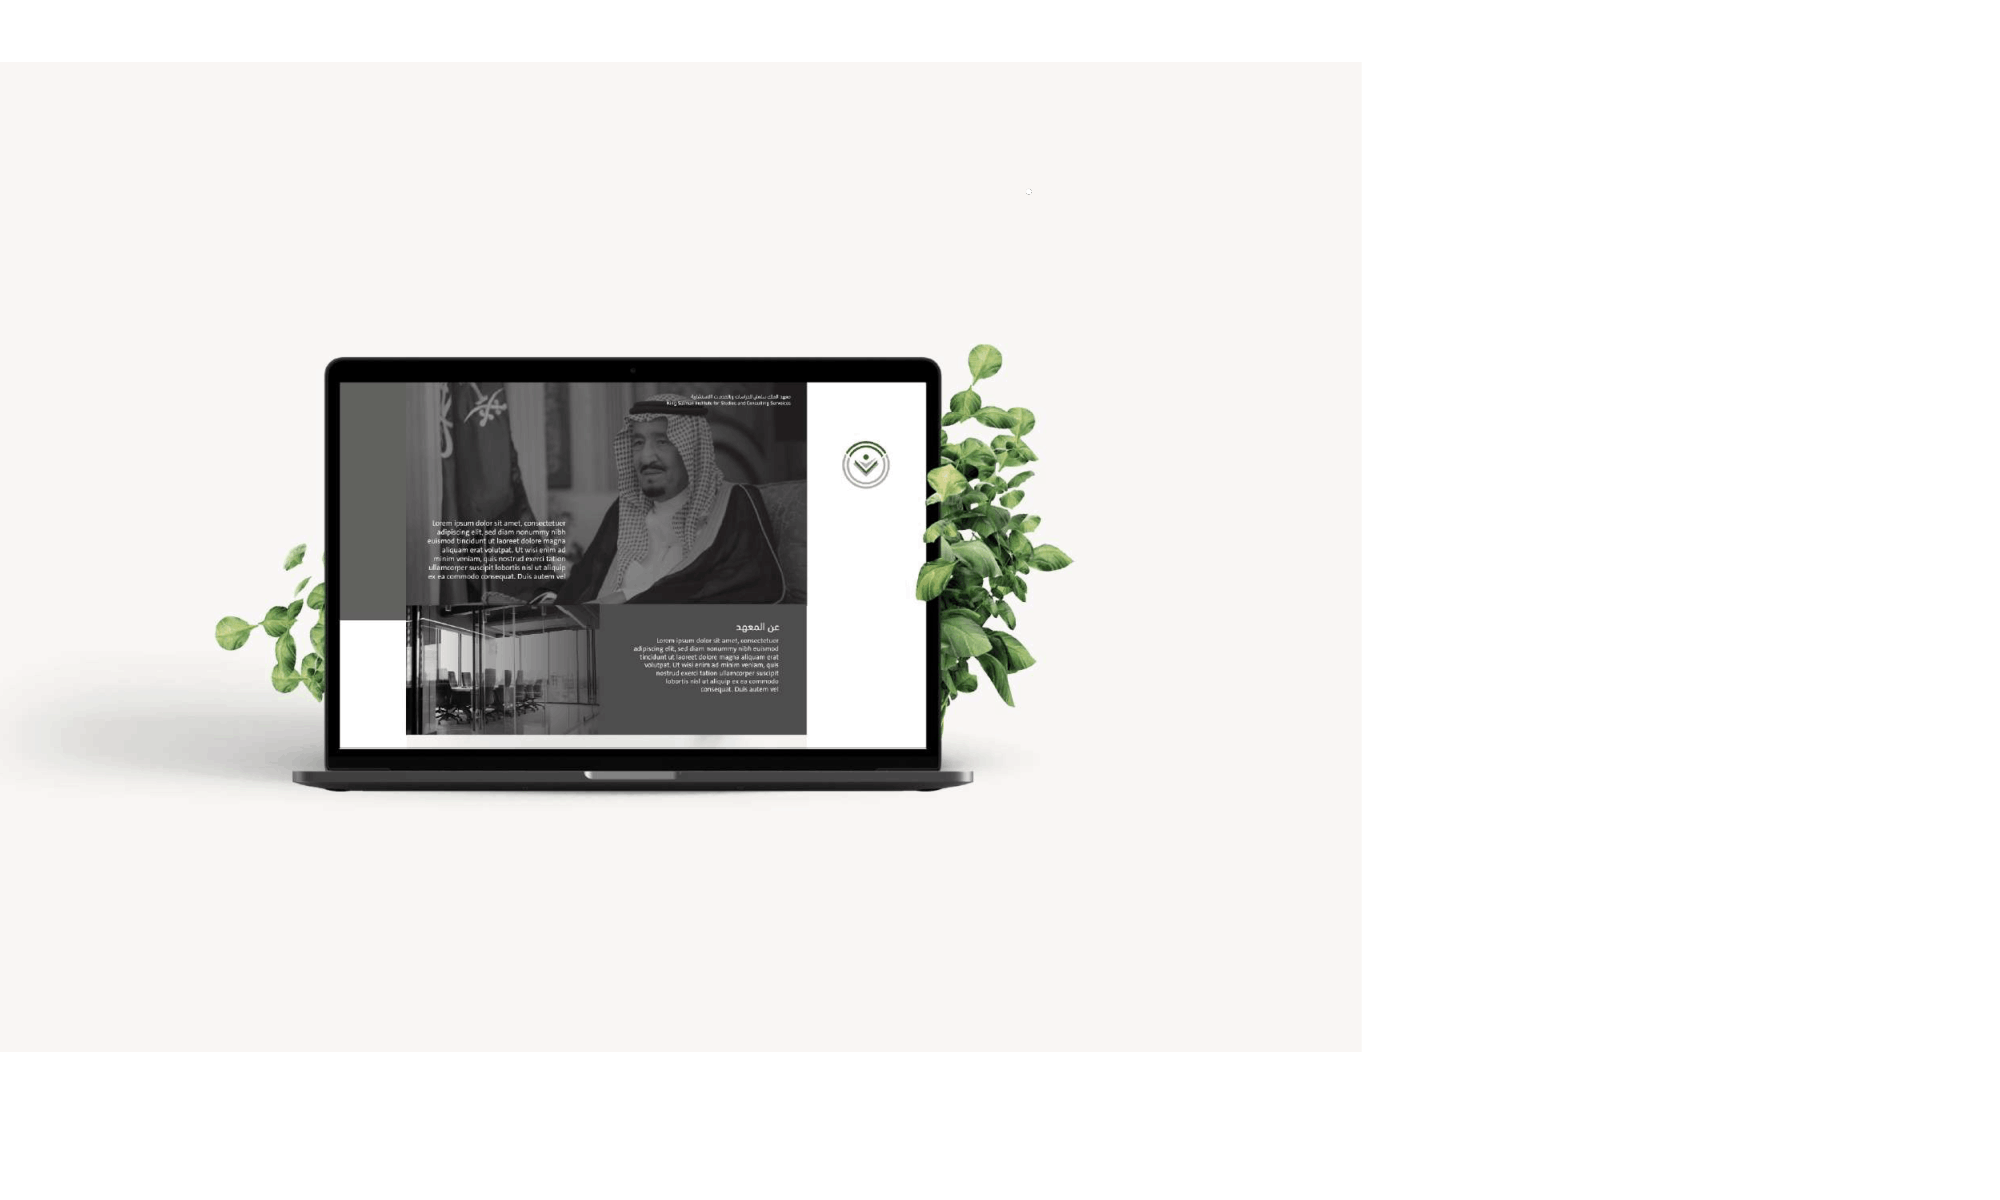 معهد الملك سلمان للدراسات والخدمات الاستشارية
King Salman Institute for Studies and Consulting Serveices
Lorem ipsum dolor sit amet, consectetuer
adipiscing elit, sed diam nonummy nibh
euismod tincidunt ut laoreet dolore magna
aliquam erat volutpat. Ut wisi enim ad
minim veniam, quis nostrud exerci tation
ullamcorper suscipit lobortis nisl ut aliquip
ex ea commodo consequat. Duis autem vel
عن المعهد
Lorem ipsum dolor sit amet, consectetuer
adipiscing elit, sed diam nonummy nibh euismod
tincidunt ut laoreet dolore magna aliquam erat
volutpat. Ut wisi enim ad minim veniam, quis
nostrud exerci tation ullamcorper suscipit
lobortis nisl ut aliquip ex ea commodo
consequat. Duis autem vel